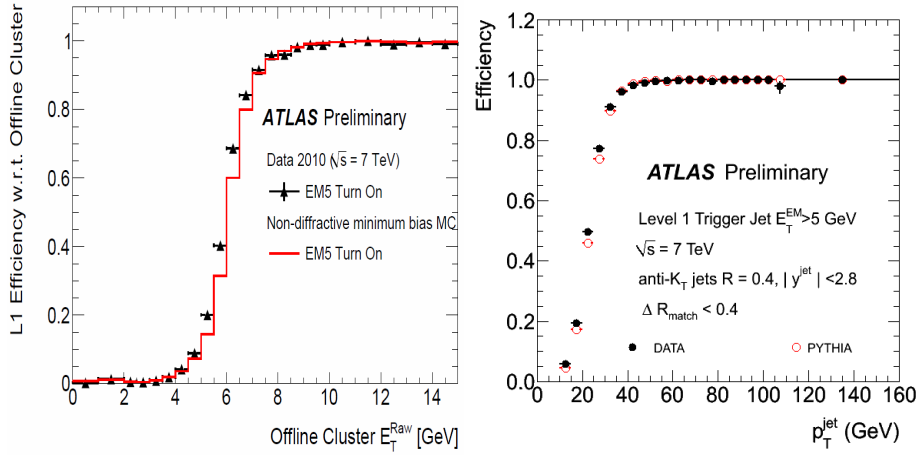 L1 Efficiency w.r.t. Offline Cluster
1
0.8
0.6
0.4
0.2
0
ATLAS Preliminary
Data 2010 (√s = 7 TeV)
EM5 Turn On
Non-diffractive minimum bias MC
EM5 Turn On
0 2 4 6 8 10 12 14
Offline Cluster E_T^Raw [GeV]
Efficiency
1.2
1.0
0.8
0.6
0.4
0.2
0.0
ATLAS Preliminary
Level 1 Trigger Jet E_T^EM>5 GeV
√s = 7 TeV
anti-K_T jets R = 0.4, | y^jet | <2.8
Δ R_match < 0.4
DATA PYTHIA
0 20 40 60 80 100 120 140 160
p_T^jet (GeV)